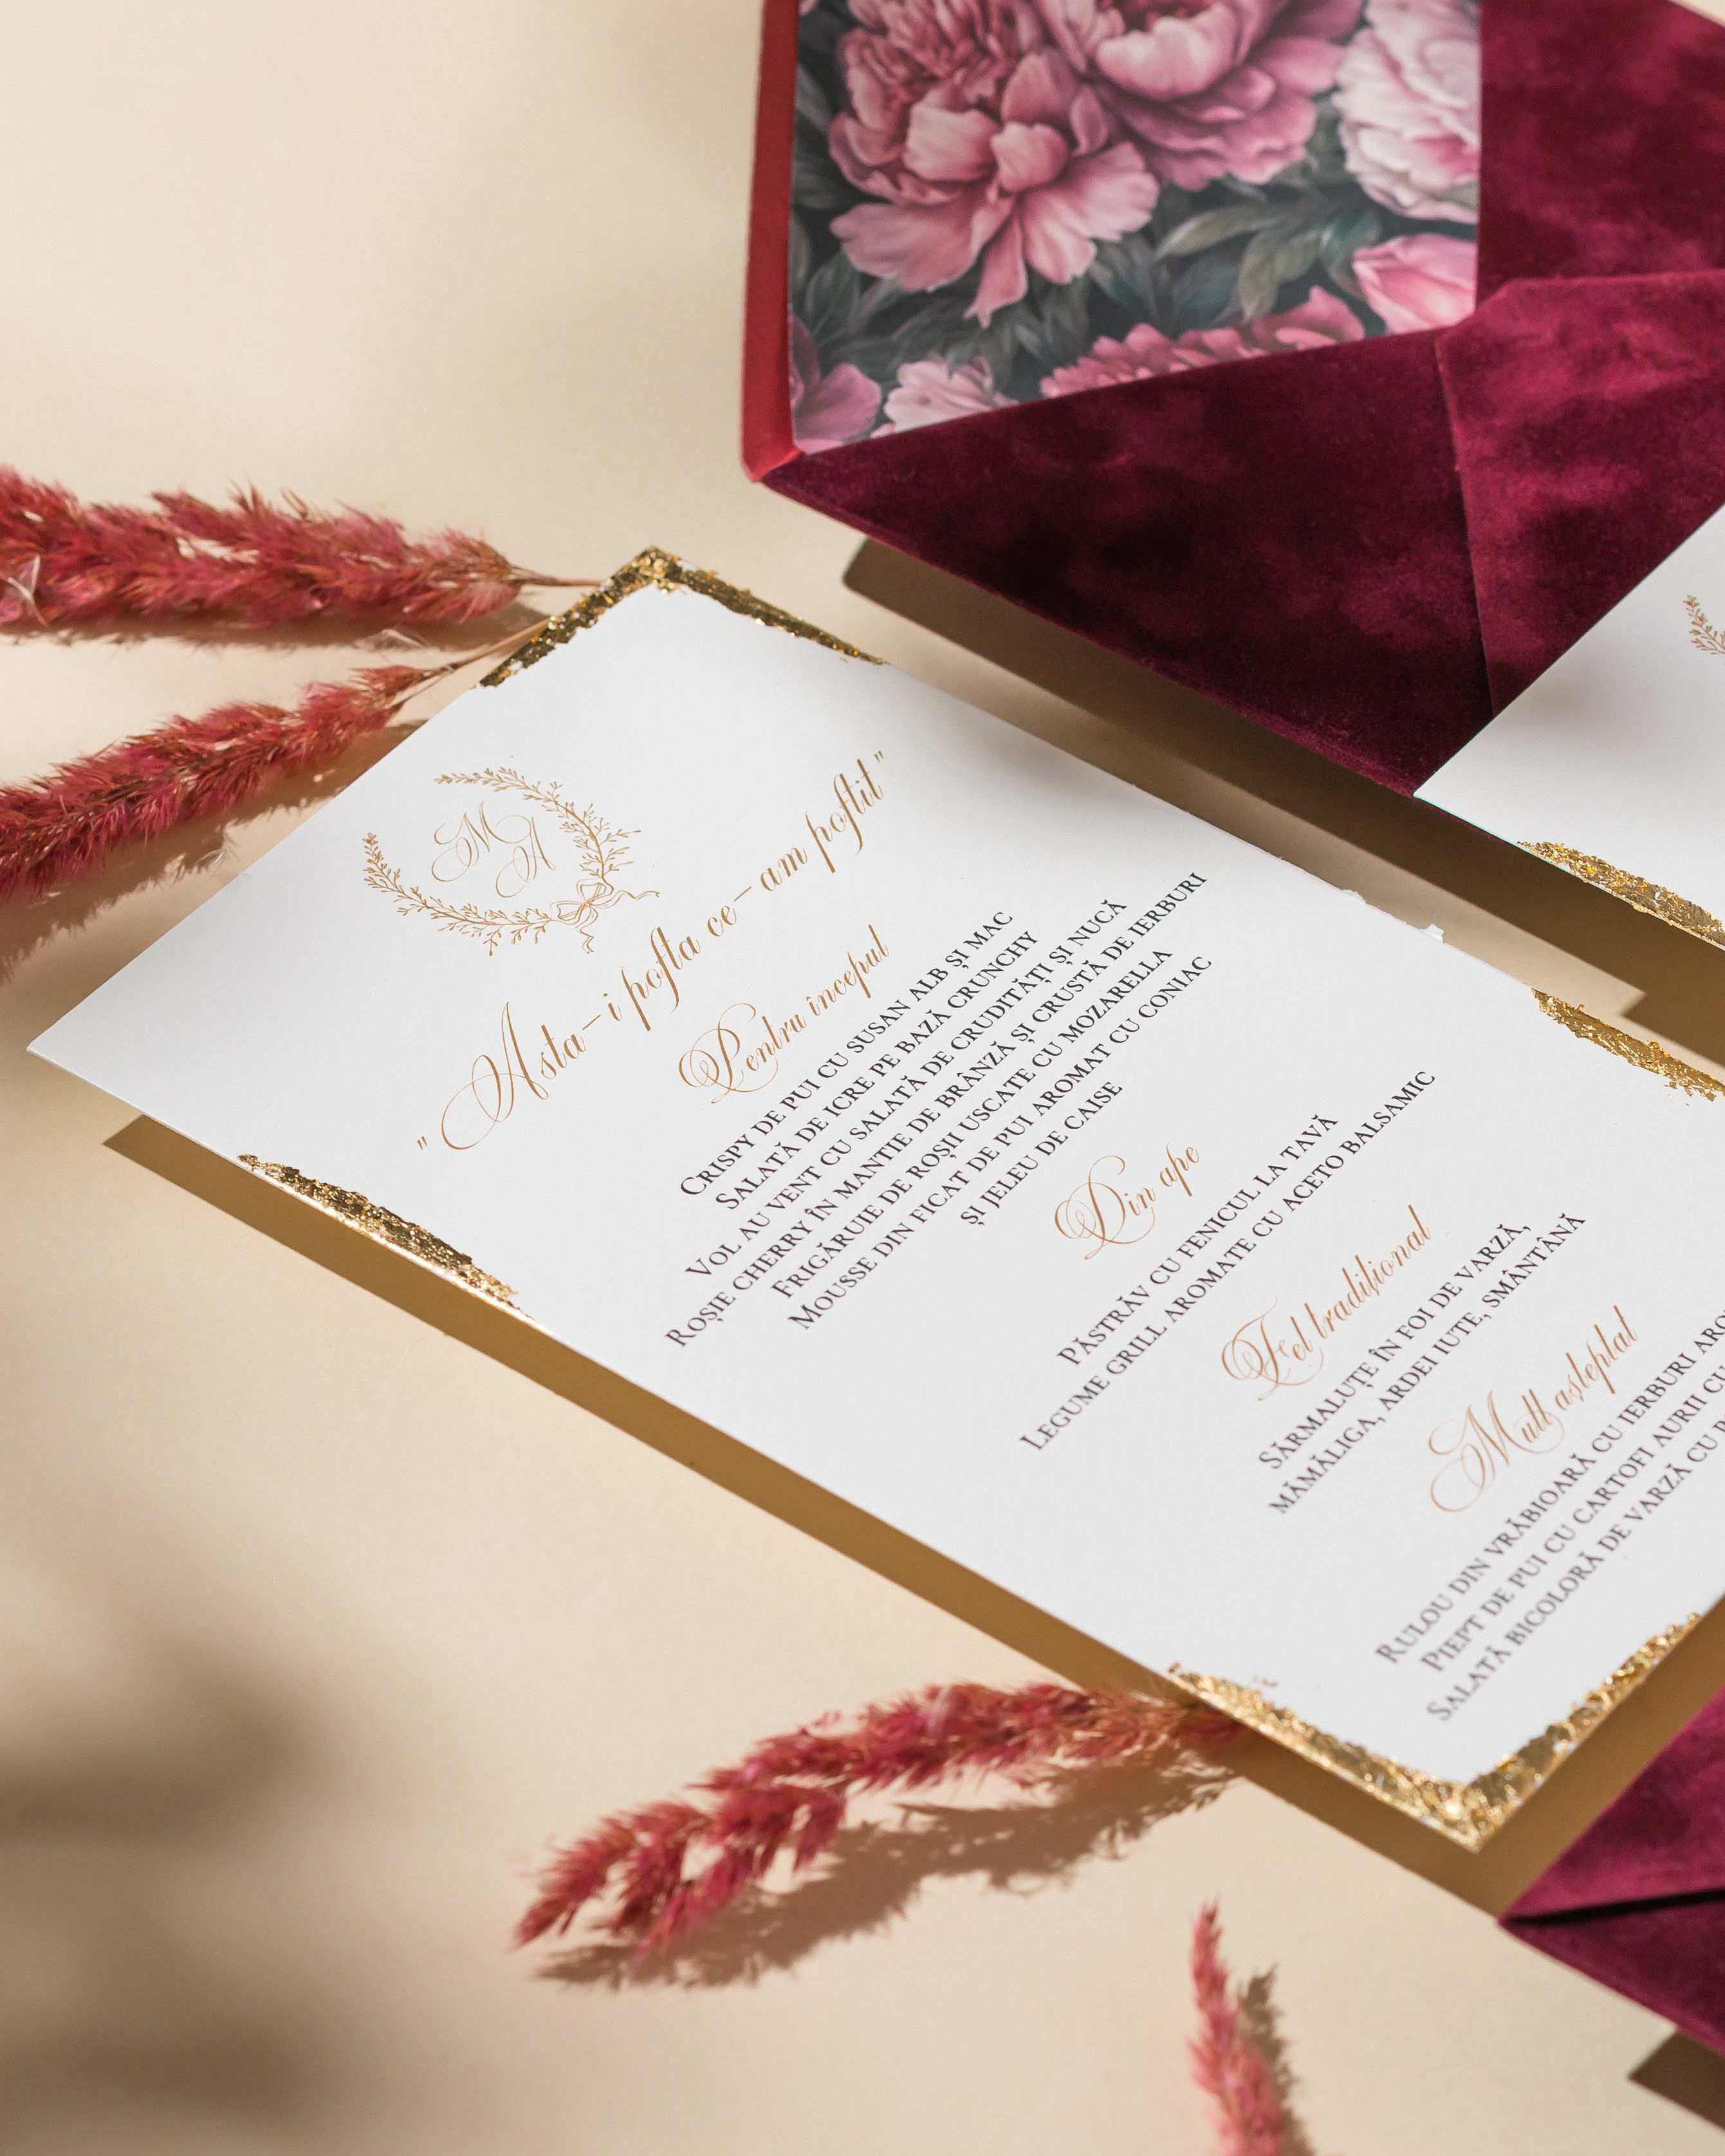 M
A
"Asta-i pofta ce-am poftit"
Pentru început
CRISPY DE PUI CU SUSAN ALB ȘI MAC
SALATĂ DE ICRE PE BAZĂ CRUNCHY
VOL AU VENT CU SALATĂ DE CRUDITĂȚI ȘI NUCĂ
ROȘIE CHERRY ÎN MANTIE DE BRÂNZĂ ȘI CRUSTĂ DE IERBURI
FRIGĂRUIE DE ROȘII USCATE CU MOZARELLA
MOUSSE DIN FICAT DE PUI AROMAT CU CONIAC
ȘI JELEU DE CAISE
Din ape
PĂSTRĂV CU FENICUL LA TAVĂ
LEGUME GRILL AROMATE CU ACETO BALSAMIC
Fel tradițional
SĂRMALUȚE ÎN FOI DE VARZĂ,
MĂMĂLIGA, ARDEI IUTE, SMÂNTÂNĂ
Mult așteptat
RULOU DIN VRĂBIOARĂ CU IERBURI
PIEPT DE PUI CU CARTOFI AURII
SALATĂ BICOLORĂ DE VARZĂ CU